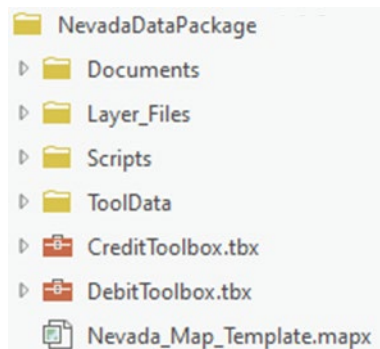 NevadaDataPackage
Documents
Layer_Files
Scripts
ToolData
CreditToolbox.tbx
DebitToolbox.tbx
Nevada_Map_Template.mapx